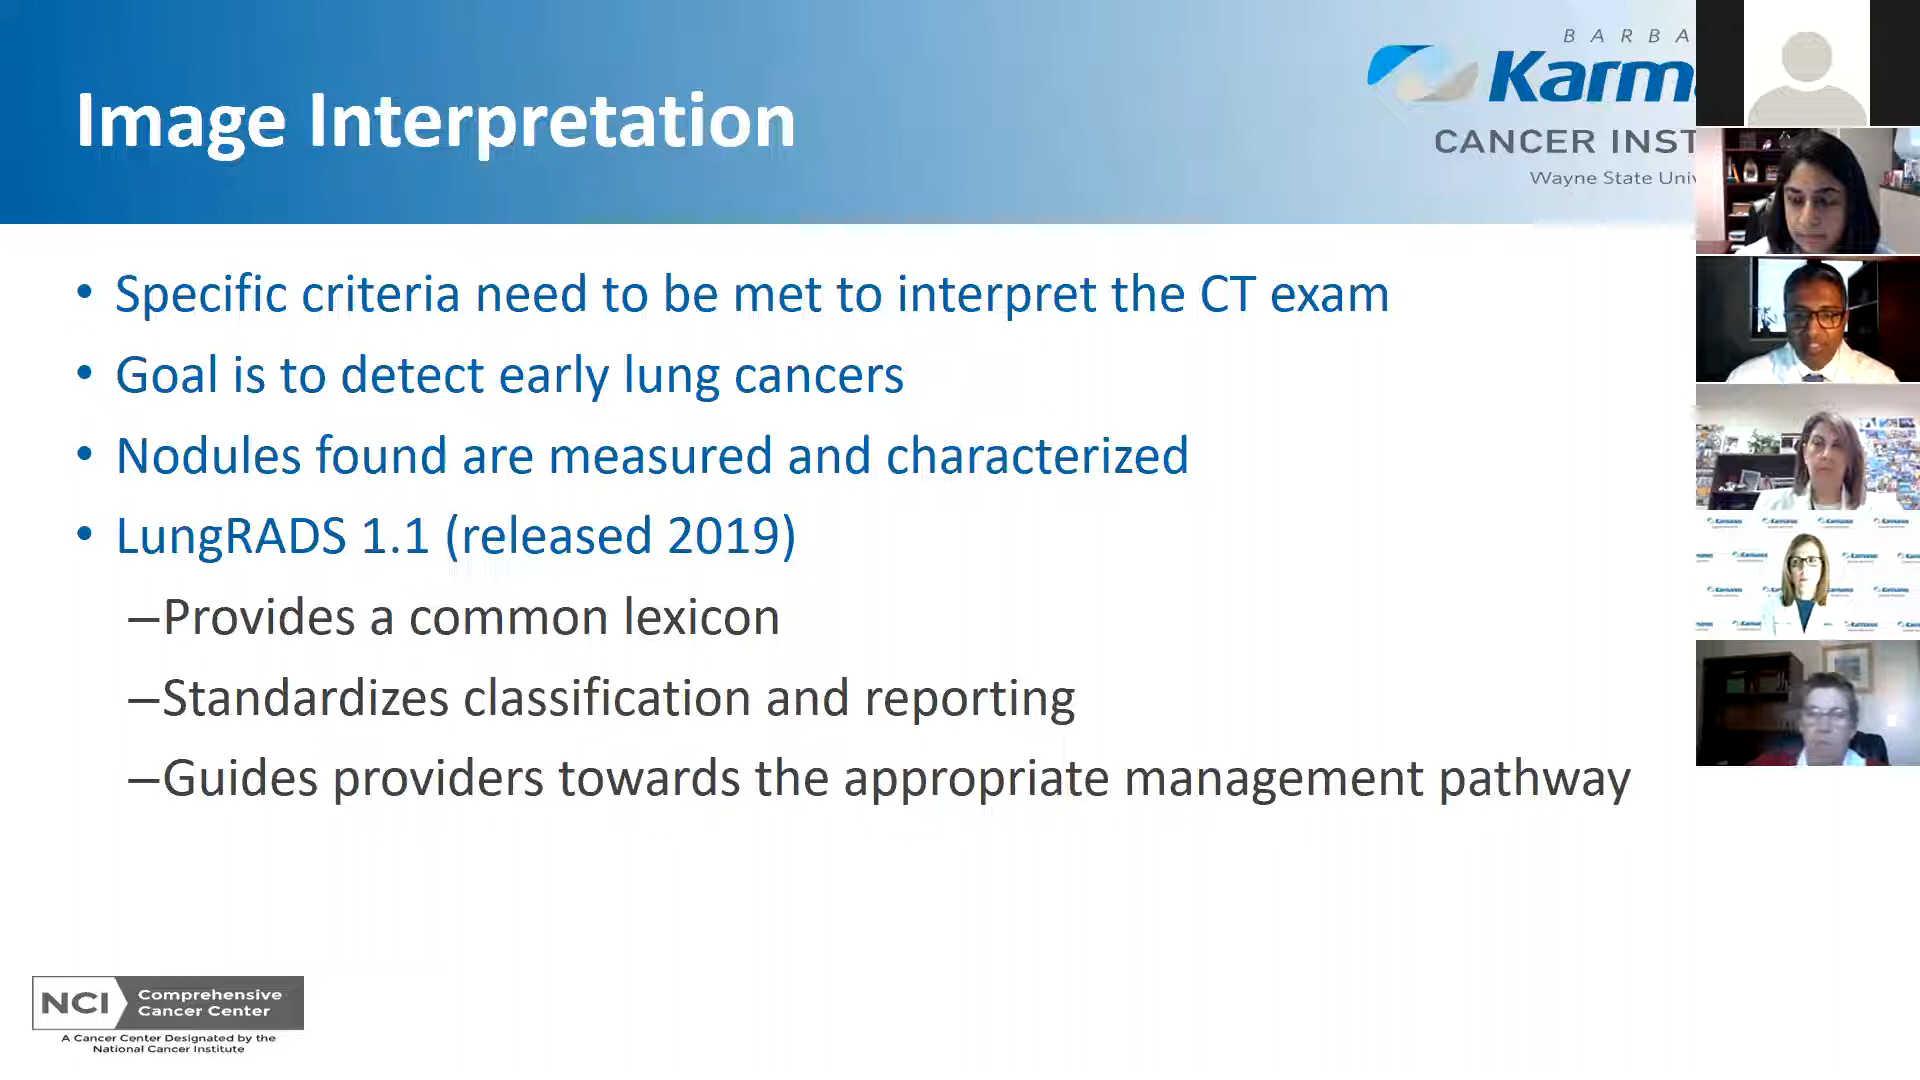 Image Interpretation
BARBA
Karm
CANCER INST
Wayne State Univ
• Specific criteria need to be met to interpret the CT exam
• Goal is to detect early lung cancers
• Nodules found are measured and characterized
• LungRADS 1.1 (released 2019)
–Provides a common lexicon
–Standardizes classification and reporting
–Guides providers towards the appropriate management pathway
NCI Comprehensive
Cancer Center
A Cancer Center Designated by the
National Cancer Institute